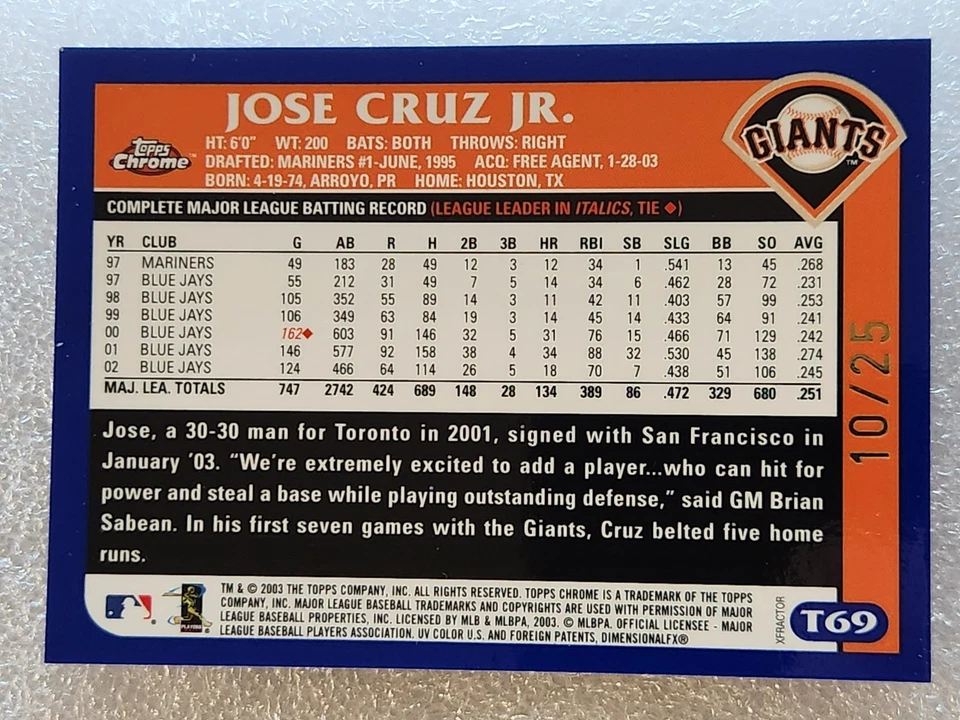 JOSE CRUZ JR.
GIANTS
TM
Topps
Chrome
HT: 6'0" WT: 200 BATS: BOTH THROWS: RIGHT
DRAFTED: MARINERS #1-JUNE, 1995 ACQ: FREE AGENT, 1-28-03
BORN: 4-19-74, ARROYO, PR HOME: HOUSTON, TX
COMPLETE MAJOR LEAGUE BATTING RECORD (LEAGUE LEADER IN ITALICS, TIE ♦)
YR CLUB G AB R H 2B 3B HR RBI SB SLG BB SO AVG
97 MARINERS 49 183 28 49 12 3 12 34 1 .541 13 45 .268
97 BLUE JAYS 55 212 31 49 7 5 14 34 6 .462 28 72 .231
98 BLUE JAYS 105 352 55 89 14 3 11 42 11 .403 57 99 .253
99 BLUE JAYS 106 349 63 84 19 3 14 45 14 .433 64 91 .241
00 BLUE JAYS 162♦ 603 91 146 32 5 31 76 15 .466 71 129 .242
01 BLUE JAYS 146 577 92 158 38 4 34 88 32 .530 45 138 .274
02 BLUE JAYS 124 466 64 114 26 5 18 70 7 .438 51 106 .245
MAJ. LEA. TOTALS 747 2742 424 689 148 28 134 389 86 .472 329 680 .251
10/25
Jose, a 30-30 man for Toronto in 2001, signed with San Francisco in
January '03. "We're extremely excited to add a player...who can hit for
power and steal a base while playing outstanding defense," said GM Brian
Sabean. In his first seven games with the Giants, Cruz belted five home
runs.
TM & © 2003 THE TOPPS COMPANY, INC. ALL RIGHTS RESERVED. TOPPS CHROME IS A TRADEMARK OF THE TOPPS
COMPANY, INC. MAJOR LEAGUE BASEBALL TRADEMARKS AND COPYRIGHTS ARE USED WITH PERMISSION OF MAJOR
LEAGUE BASEBALL PROPERTIES, INC. LICENSED BY MLB & MLBPA, 2003. © MLBPA. OFFICIAL LICENSEE - MAJOR
LEAGUE BASEBALL PLAYERS ASSOCIATION. UV COLOR U.S. AND FOREIGN PATENTS, DIMENSIONALFX®
PLAYERS
XFRACTOR
T69